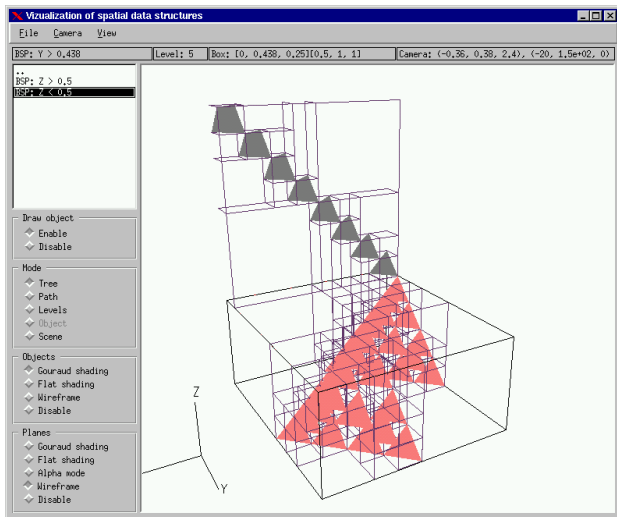 Vizualization of spatial data structures
File Camera View
BSP: Y > 0.438 Level: 5 Box: [0, 0.438, 0.25][0.5, 1, 1] Camera: (-0.36, 0.38, 2.4), (-20, 1.5e+02, 0)
..
BSP: Z > 0.5
BSP: Z < 0.5
Draw object
Enable
Disable
Mode
Tree
Path
Levels
Object
Scene
Objects
Gouraud shading
Flat shading
Wireframe
Disable
Planes
Gouraud shading
Flat shading
Alpha mode
Wireframe
Disable
Z
Y